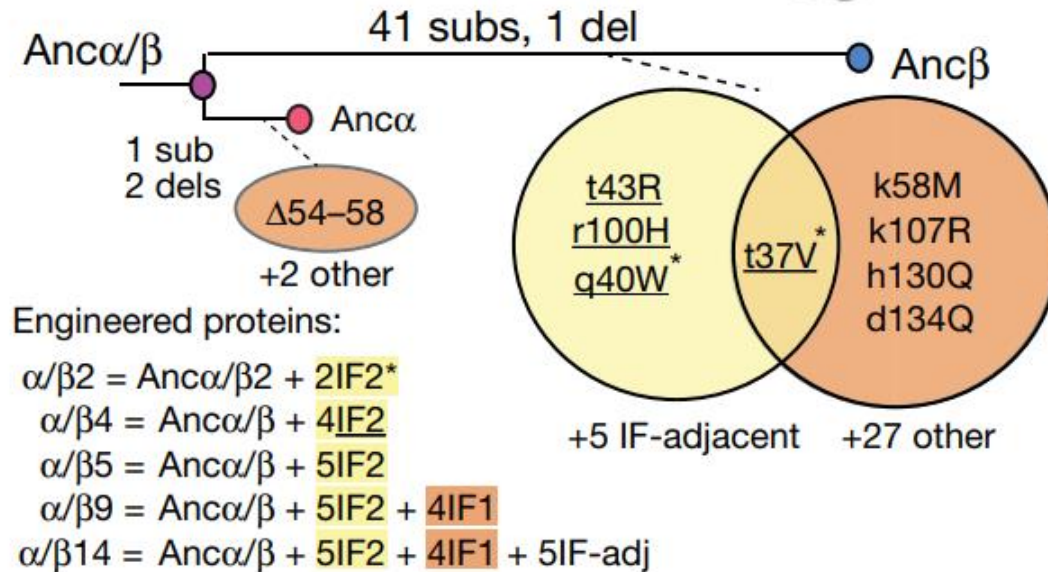 41 subs, 1 del
Ancα/β
Ancβ
Ancα
1 sub
2 dels
Δ54–58
+2 other
t43R
r100H
q40W*
t37V*
k58M
k107R
h130Q
d134Q
+5 IF-adjacent
+27 other
Engineered proteins:
α/β2 = Ancα/β2 + 2IF2*
α/β4 = Ancα/β + 4IF2
α/β5 = Ancα/β + 5IF2
α/β9 = Ancα/β + 5IF2 + 4IF1
α/β14 = Ancα/β + 5IF2 + 4IF1 + 5IF-adj